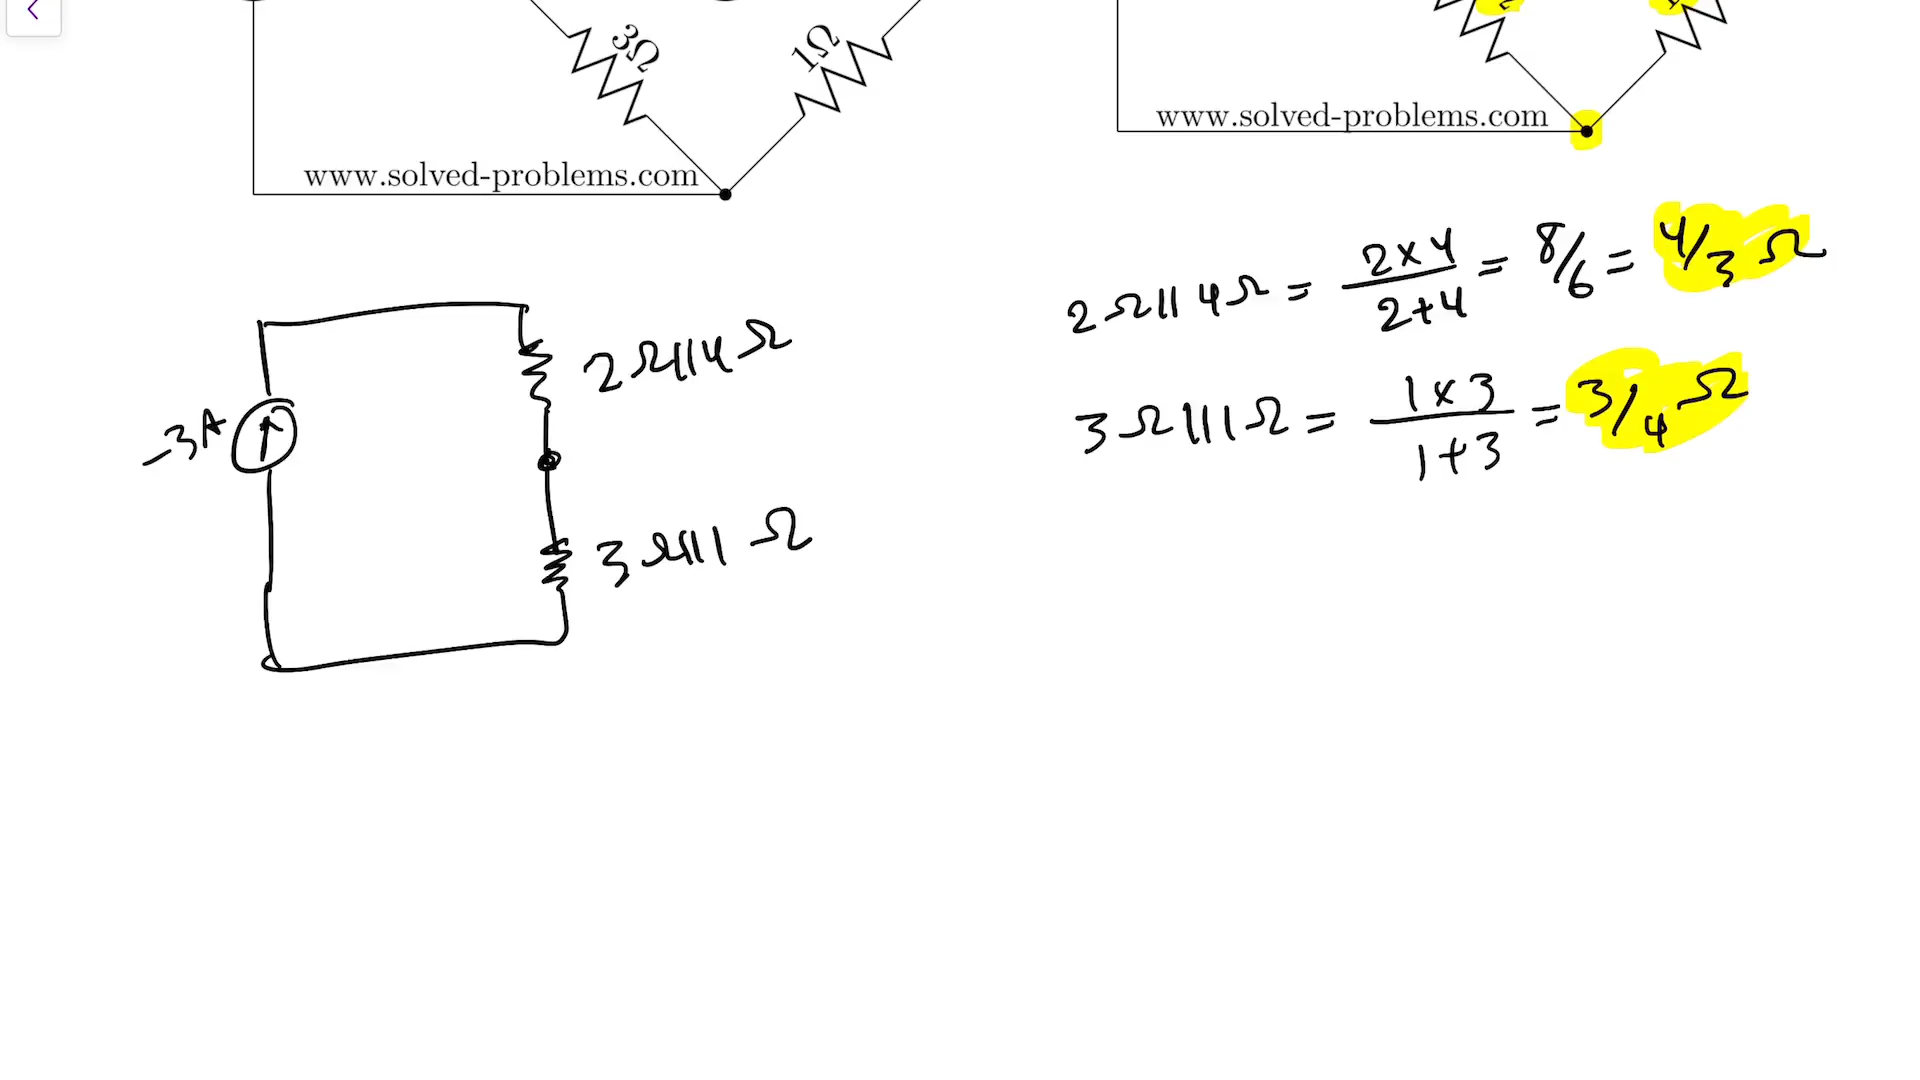 3Ω
1Ω
www.solved-problems.com
www.solved-problems.com
2Ω||4Ω = 2×4 / 2+4 = 8/6 = 4/3 Ω
3Ω||1Ω = 1×3 / 1+3 = 3/4 Ω
2Ω||4Ω
-3A
3Ω||1Ω